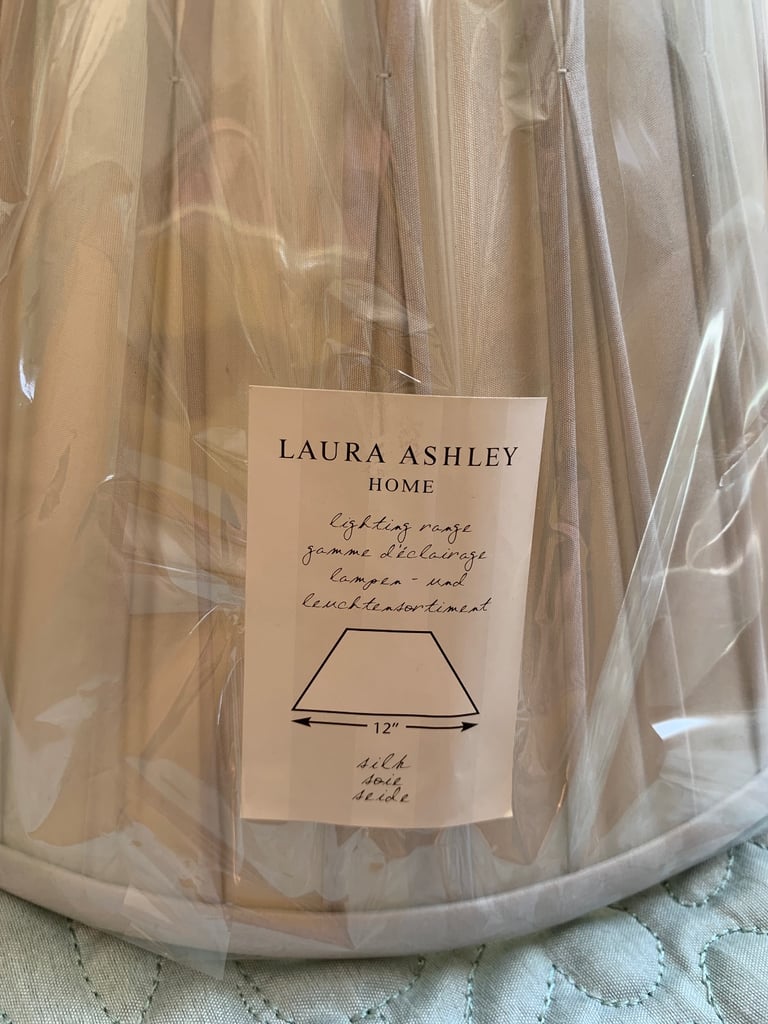 LAURA ASHLEY
HOME
lighting range
gamme d'éclairage
lampen - und
leuchtensortiment
12"
silk
soie
seide